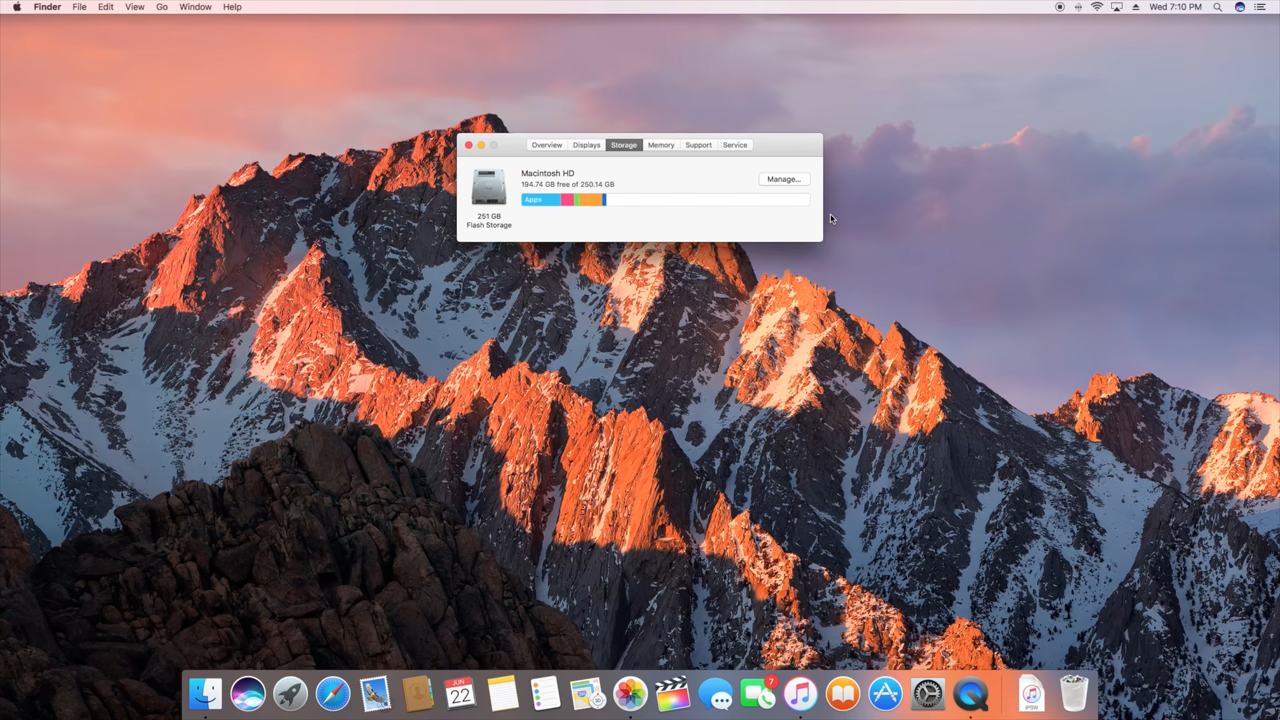 Finder File Edit View Go Window Help Wed 7:10 PM
Overview Displays Storage Memory Support Service
Macintosh HD
194.74 GB free of 250.14 GB
Manage...
Apps
251 GB
Flash Storage
7
JUN
22
IPSW